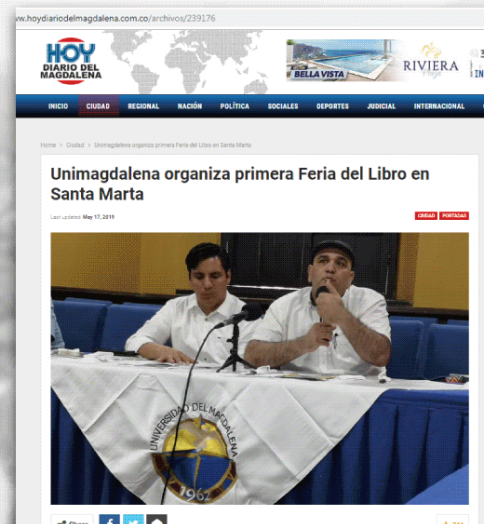 w.hoydiariodelmagdalena.com.co/archivos/239176
HOY
DIARIO DEL
MAGDALENA
BELLA VISTA
RIVIERA
INICIO CIUDAD REGIONAL NACIÓN POLÍTICA SOCIALES DEPORTES JUDICIAL INTERNACIONAL
Home > Ciudad > Unimagdalena organiza primera Feria del Libro en Santa Marta
Unimagdalena organiza primera Feria del Libro en
Santa Marta
Last updated May 17, 2019
CIUDAD PORTADAS
UNIVERSIDAD DEL MAGDALENA
1962
Share